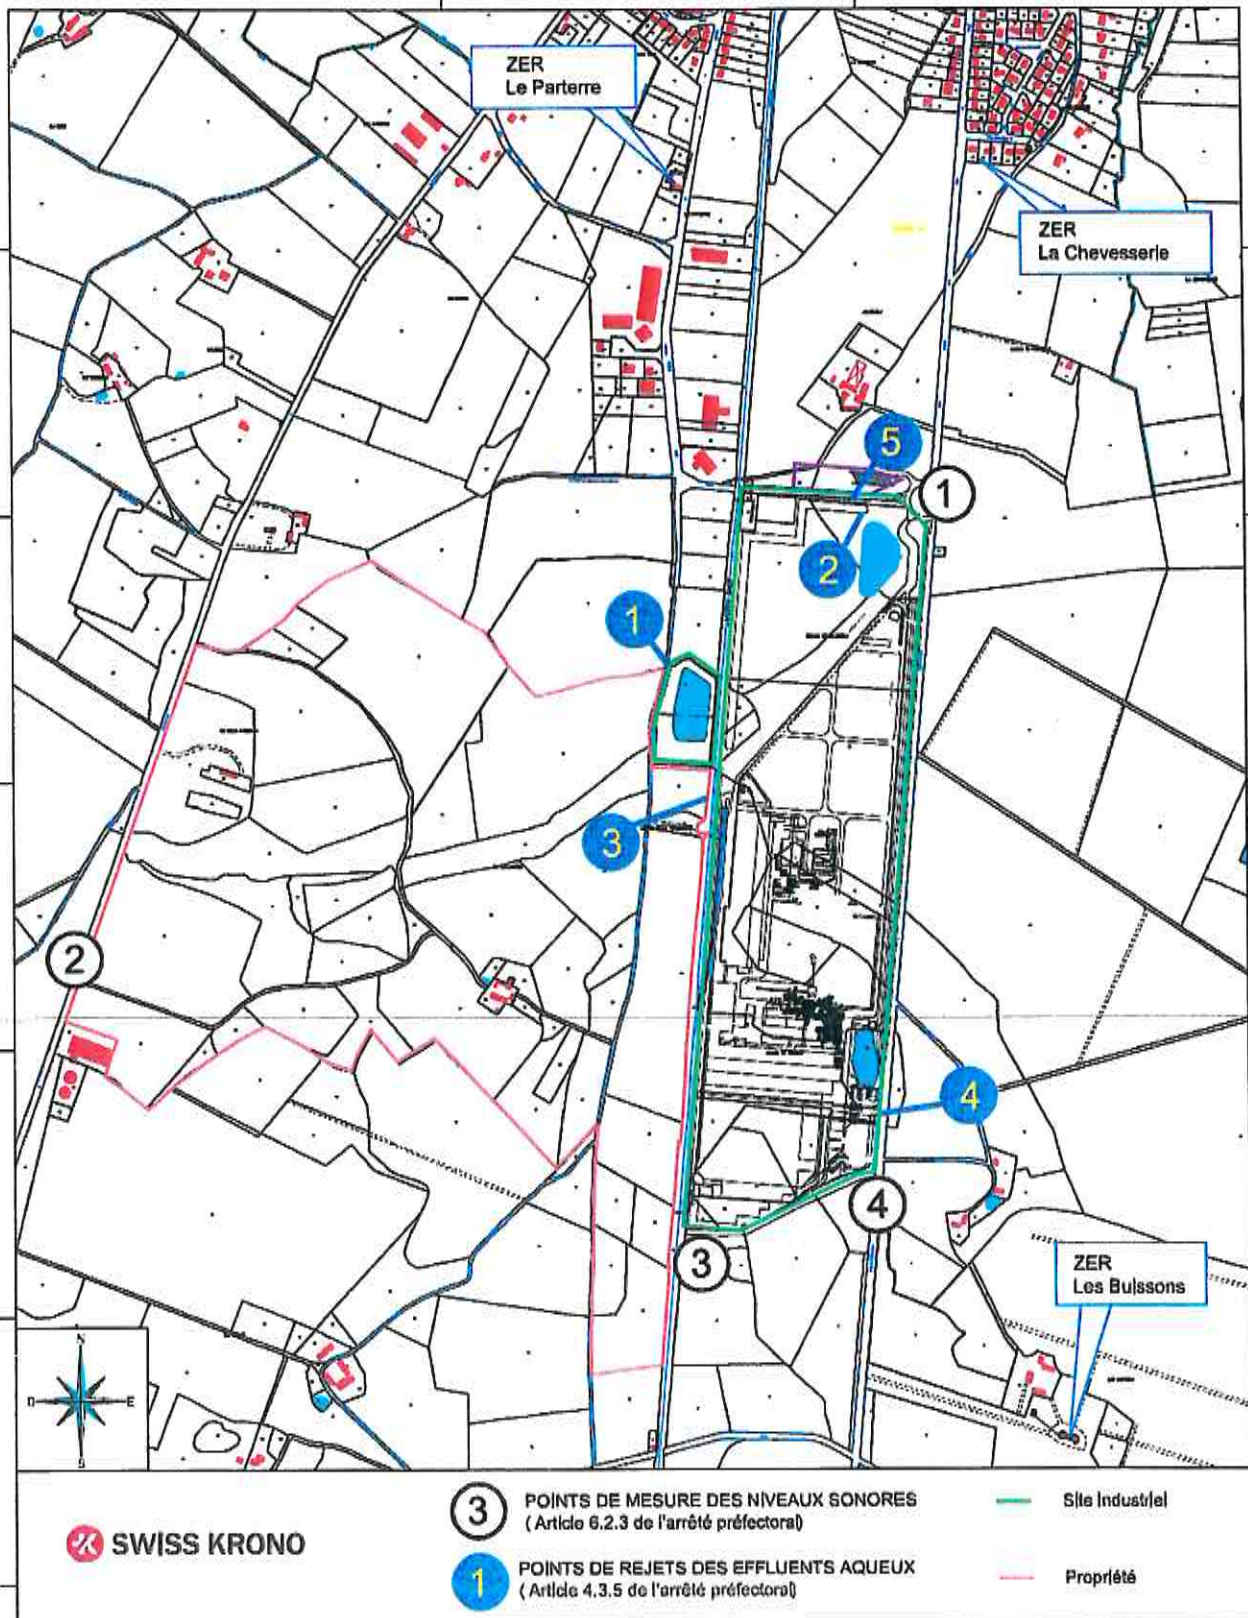 ZER
Le Parterre
ZER
La Chevesserie
5
1
2
1
3
2
4
4
3
ZER
Les Buissons
N
O
E
S
SWISS KRONO
3
POINTS DE MESURE DES NIVEAUX SONORES
( Article 6.2.3 de l'arrêté préfectoral)
1
POINTS DE REJETS DES EFFLUENTS AQUEUX
( Article 4.3.5 de l'arrêté préfectoral)
Site Industriel
Propriété